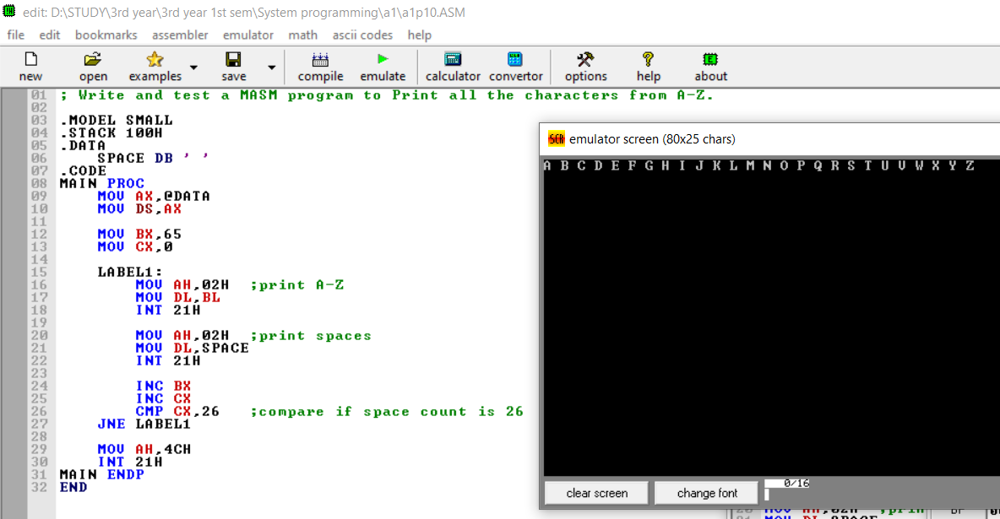 edit: D:\STUDY\3rd year\3rd year 1st sem\System programming\a1\a1p10.ASM
file edit bookmarks assembler emulator math ascii codes help
new open examples save compile emulate calculator convertor options help about
01 ; Write and test a MASM program to Print all the characters from A-Z.
02
03 .MODEL SMALL
04 .STACK 100H
05 .DATA
06 SPACE DB ' '
07 .CODE
08 MAIN PROC
09 MOV AX,@DATA
10 MOV DS,AX
11
12 MOV BX,65
13 MOV CX,0
14
15 LABEL1:
16 MOV AH,02H ;print A-Z
17 MOV DL,BL
18 INT 21H
19
20 MOV AH,02H ;print spaces
21 MOV DL,SPACE
22 INT 21H
23
24 INC BX
25 INC CX
26 CMP CX,26 ;compare if space count is 26
27 JNE LABEL1
28
29 MOV AH,4CH
30 INT 21H
31 MAIN ENDP
32 END
SCR emulator screen (80x25 chars)
A B C D E F G H I J K L M N O P Q R S T U V W X Y Z
clear screen change font 0/16